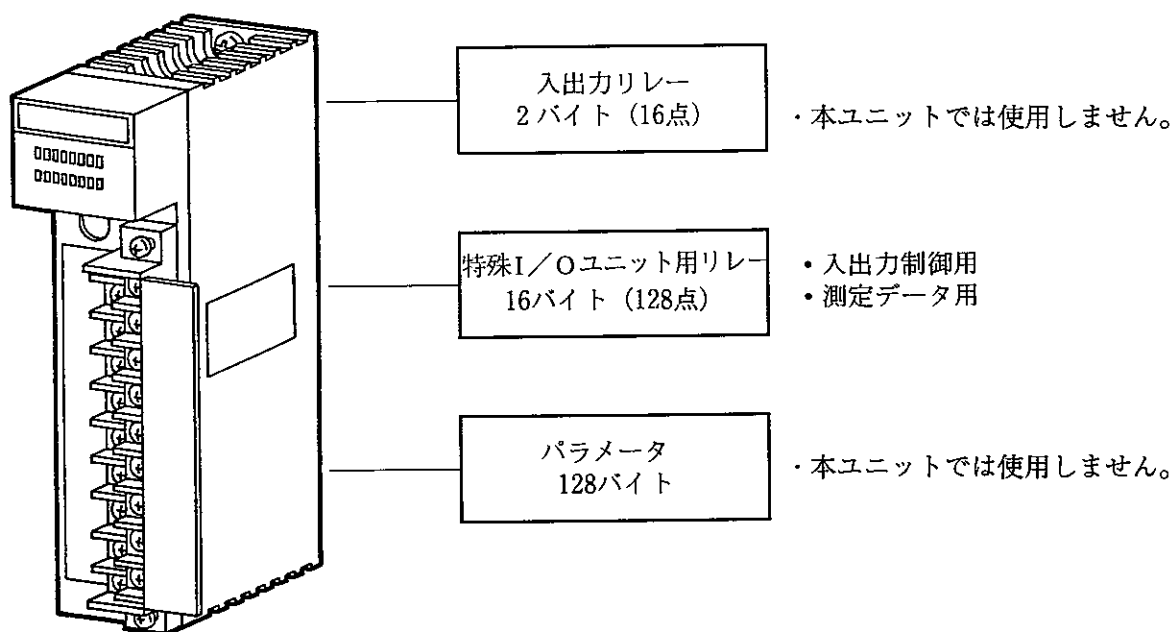 入出力リレー
2バイト（16点）
・本ユニットでは使用しません。
特殊I／Oユニット用リレー
16バイト（128点）
・入出力制御用
・測定データ用
パラメータ
128バイト
・本ユニットでは使用しません。